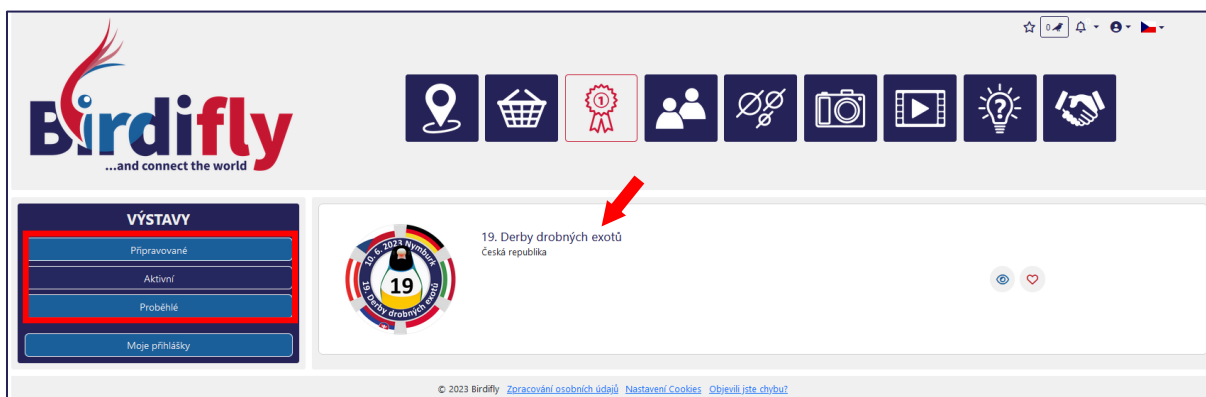 0
Birdifly
...and connect the world
1
VÝSTAVY
Připravované
Aktivní
Proběhlé
Moje přihlášky
10. 6. 2023 Nymburk
19
19. Derby drobných exotů
19. Derby drobných exotů
Česká republika
© 2023 Birdifly Zpracování osobních údajů Nastavení Cookies Objevili jste chybu?